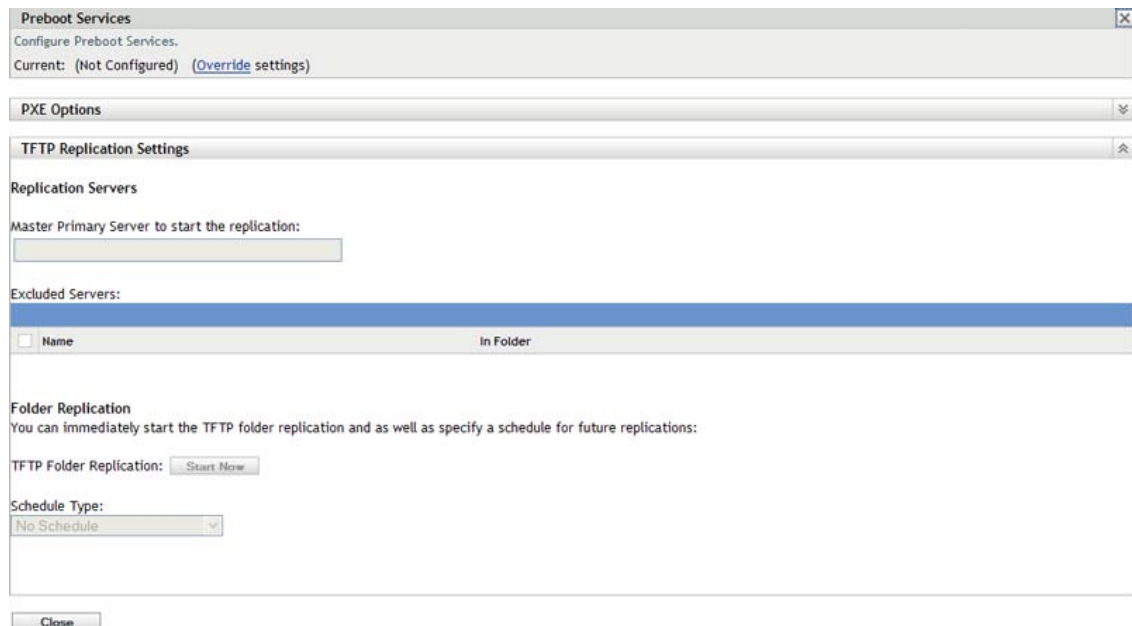 Preboot Services
Configure Preboot Services.
Current: (Not Configured) (Override settings)
PXE Options
TFTP Replication Settings
Replication Servers
Master Primary Server to start the replication:
Excluded Servers:
Name In Folder
Folder Replication
You can immediately start the TFTP folder replication and as well as specify a schedule for future replications:
TFTP Folder Replication: Start Now
Schedule Type:
No Schedule
Close